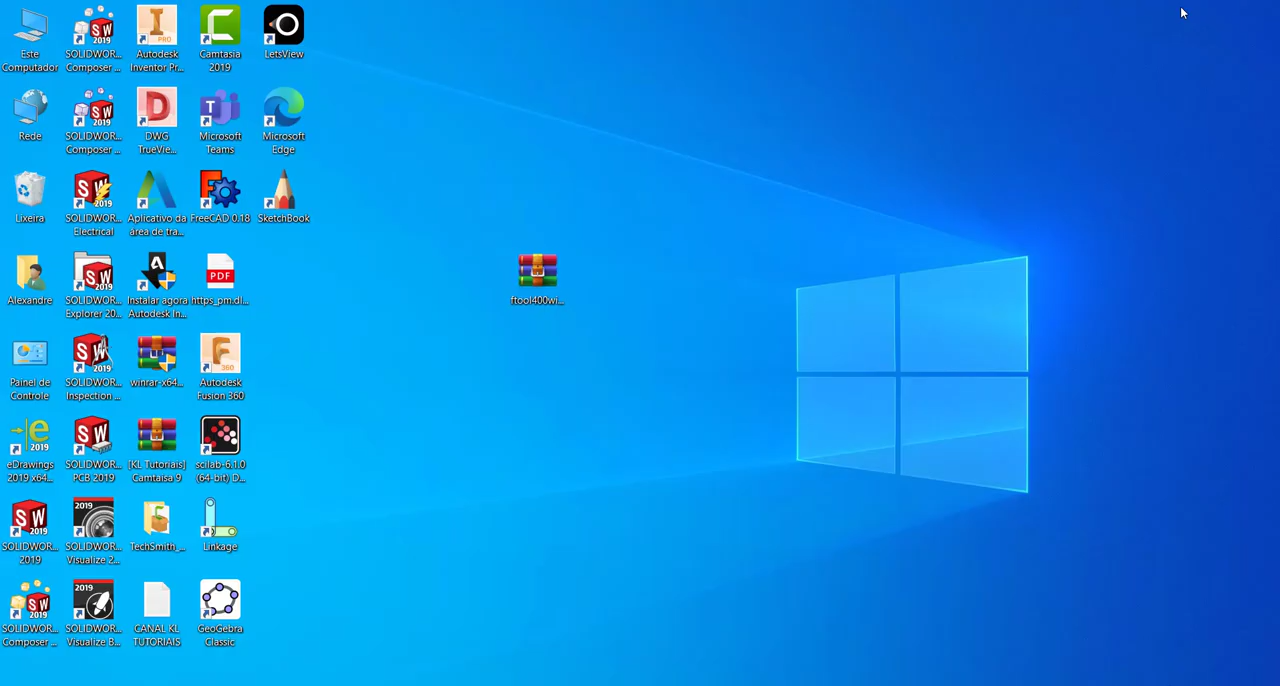 Este
Computador
SOLIDWOR...
Composer ...
Autodesk
Inventor Pr...
Camtasia
2019
LetsView
Rede
SOLIDWOR...
Composer ...
DWG
TrueVie...
Microsoft
Teams
Microsoft
Edge
Lixeira
SOLIDWOR...
Electrical
Aplicativo da
área de tra...
FreeCAD 0.18
SketchBook
Alexandre
SOLIDWOR...
Explorer 20...
Instalar agora
Autodesk In...
PDF
https_pm.dl...
ftool400wi...
Painel de
Controle
SOLIDWOR...
Inspection ...
winrar-x64...
Autodesk
Fusion 360
eDrawings
2019 x64...
SOLIDWOR...
PCB 2019
[KL Tutoriais]
Camtaisa 9
scilab-6.1.0
(64-bit) D...
SOLIDWOR...
2019
SOLIDWOR...
Visualize 2...
TechSmith_...
Linkage
SOLIDWOR...
Composer ...
SOLIDWOR...
Visualize B...
CANAL KL
TUTORIAIS
GeoGebra
Classic